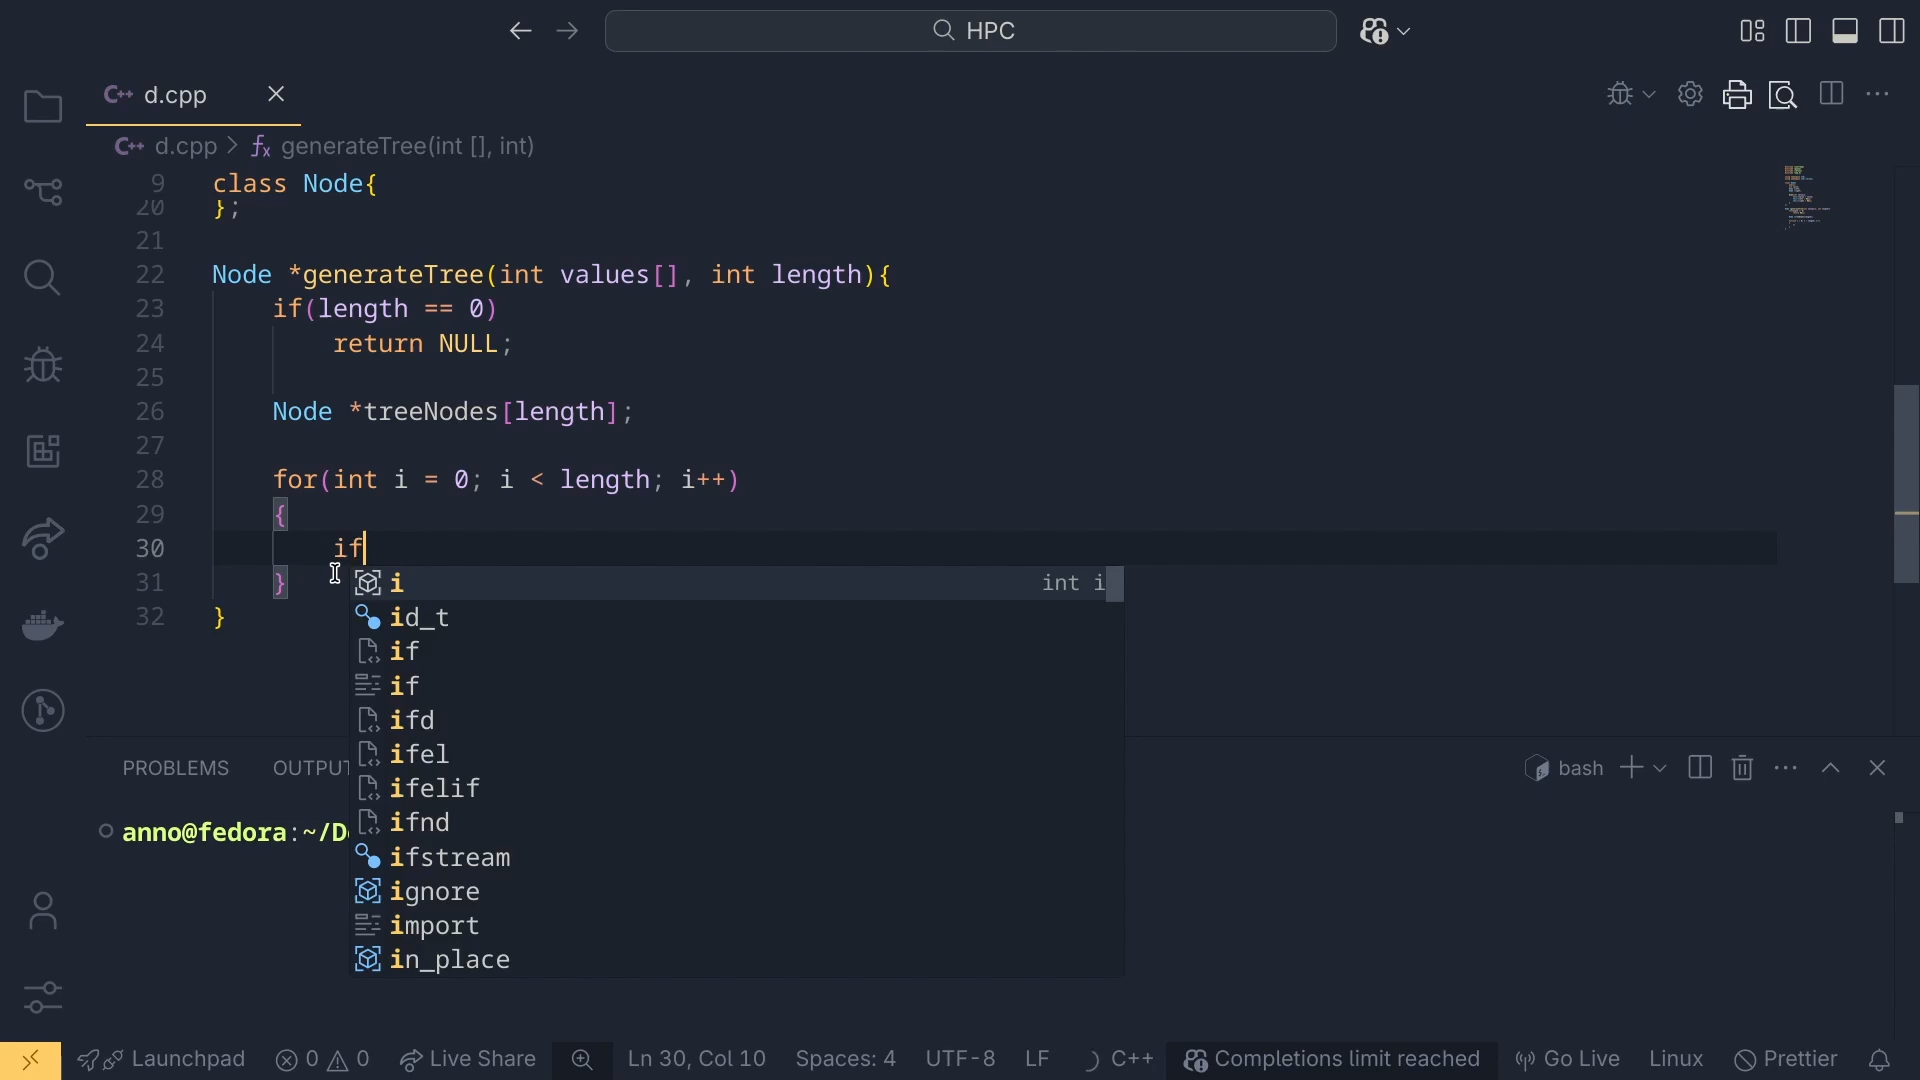 HPC
C++ d.cpp
C++ d.cpp > fx generateTree(int [], int)
9 class Node{
20 };
21
22 Node *generateTree(int values[], int length){
23 if(length == 0)
24 return NULL;
25
26 Node *treeNodes[length];
27
28 for(int i = 0; i < length; i++)
29 {
30 if
31 }
32 }
i int i
id_t
if
if
ifd
ifel
ifelif
ifnd
ifstream
ignore
import
in_place
PROBLEMS OUTPUT bash
anno@fedora:~/D
Launchpad 0 0 Live Share Ln 30, Col 10 Spaces: 4 UTF-8 LF C++ Completions limit reached Go Live Linux Prettier